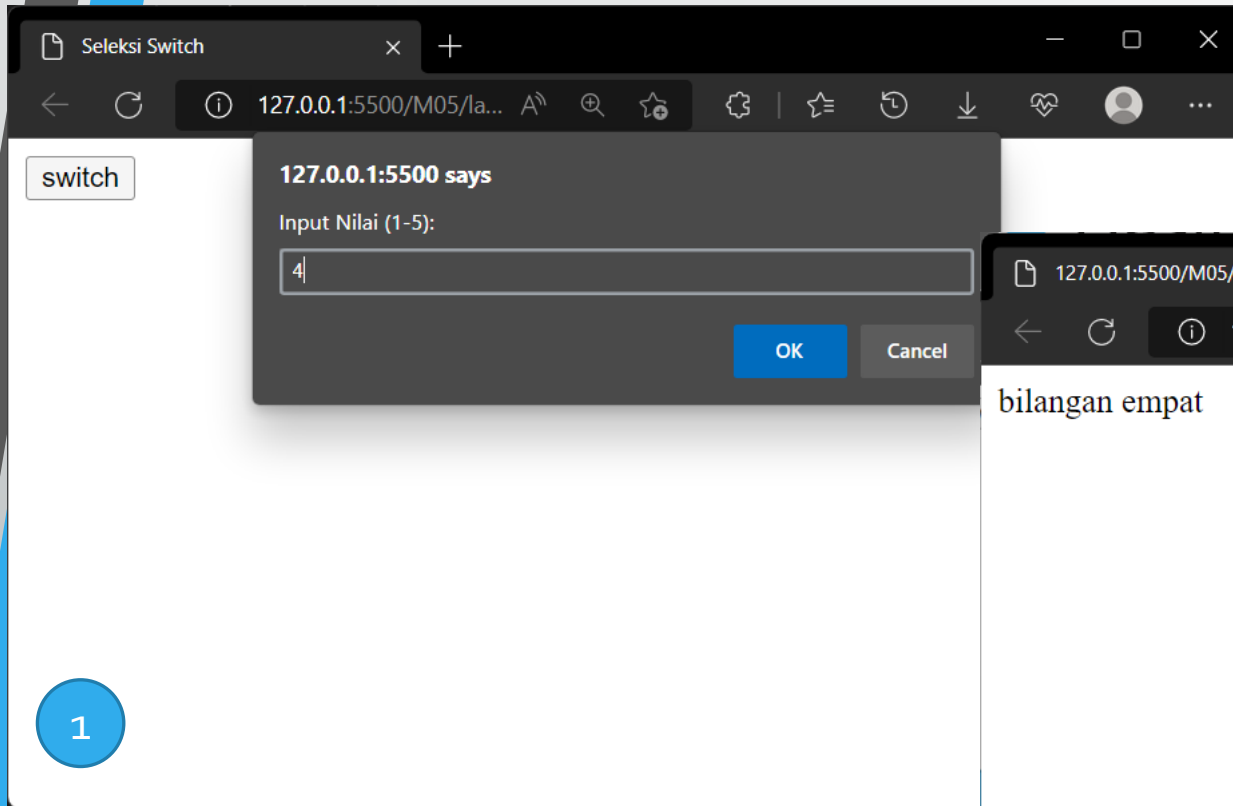 Seleksi Switch
127.0.0.1:5500/M05/la...
switch
127.0.0.1:5500 says
Input Nilai (1-5):
4
OK
Cancel
127.0.0.1:5500/M05/
bilangan empat
1